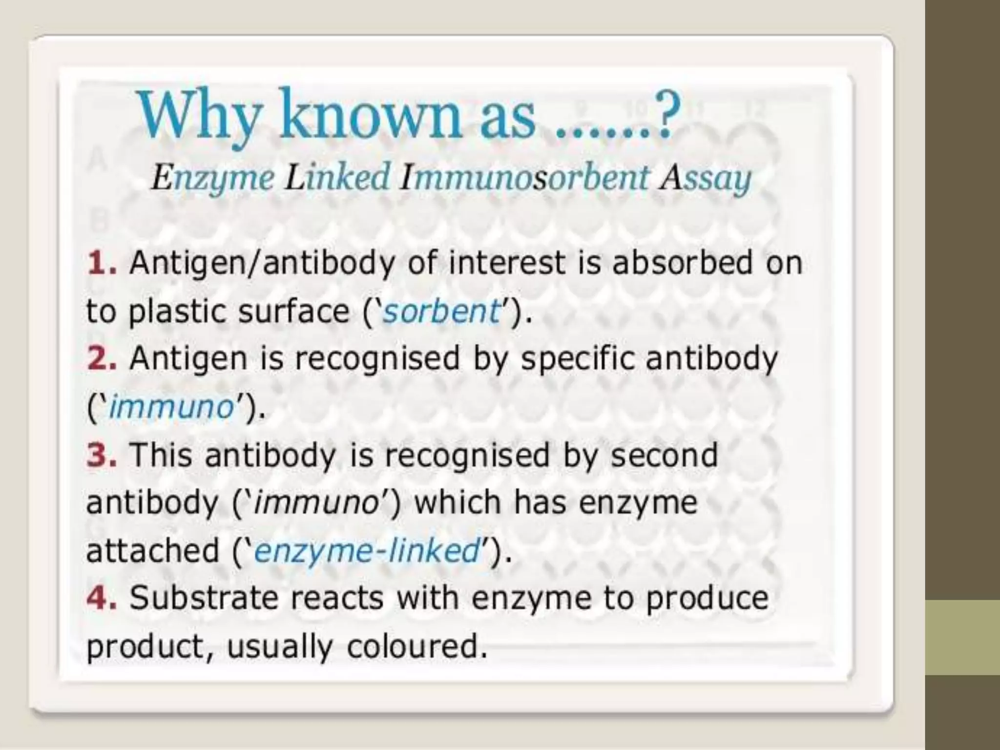 Why known as ......?
Enzyme Linked Immunosorbent Assay
1. Antigen/antibody of interest is absorbed on
to plastic surface (‘sorbent’).
2. Antigen is recognised by specific antibody
(‘immuno’).
3. This antibody is recognised by second
antibody (‘immuno’) which has enzyme
attached (‘enzyme-linked’).
4. Substrate reacts with enzyme to produce
product, usually coloured.